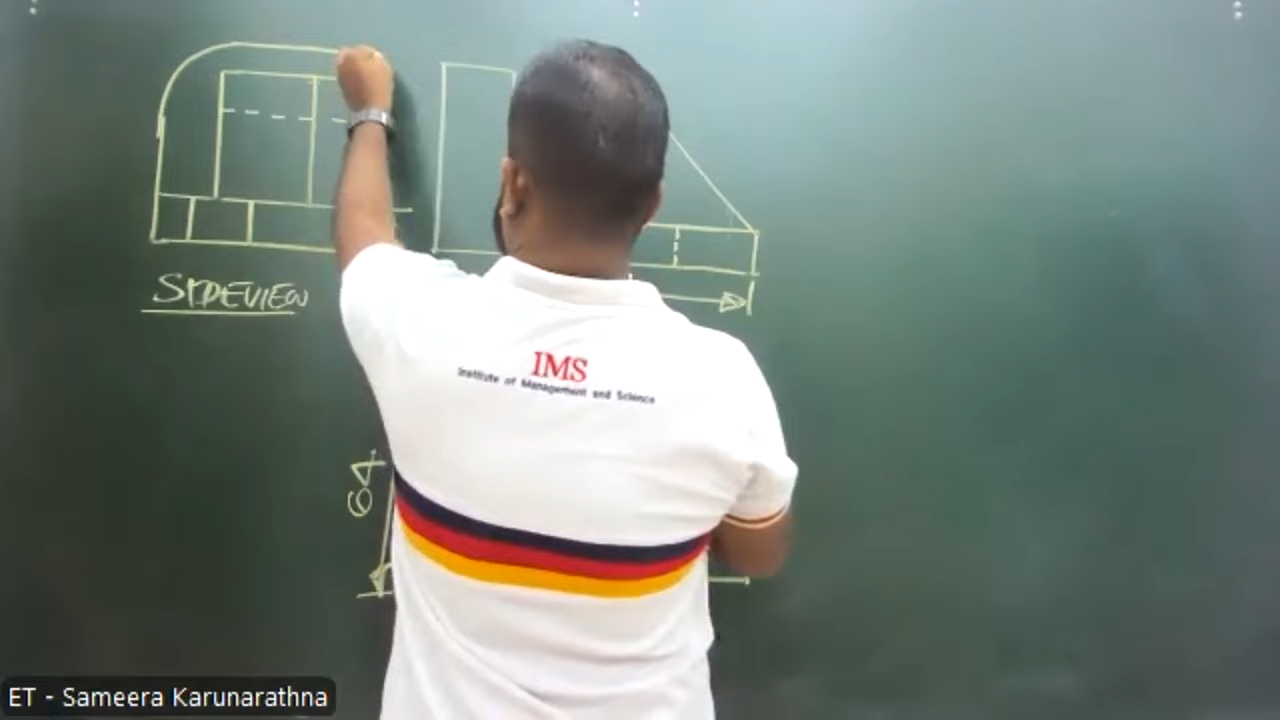 SIDEVIEW
IMS
Institute of Management and Science
64
ET - Sameera Karunarathna